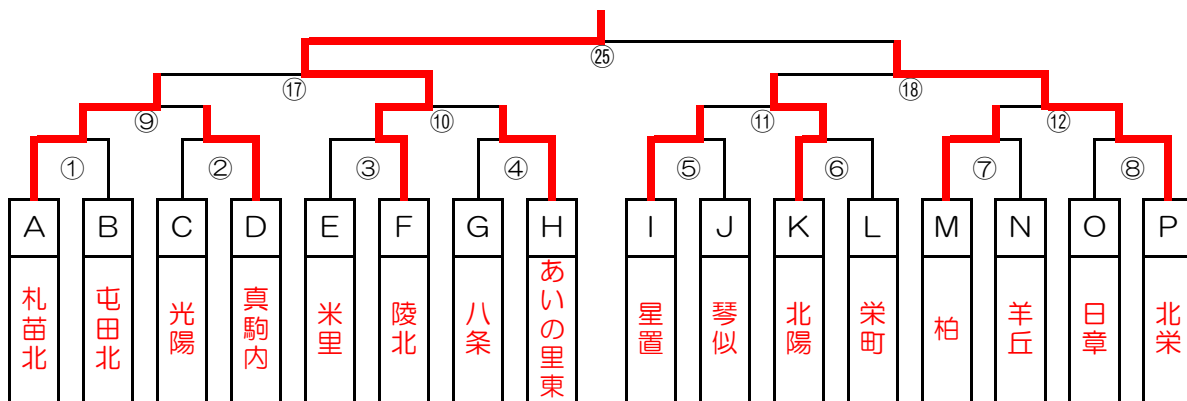 ㉕
⑰
⑱
⑨
⑩
⑪
⑫
①
②
③
④
⑤
⑥
⑦
⑧
A
B
C
D
E
F
G
H
I
J
K
L
M
N
O
P
札苗北
屯田北
光陽
真駒内
米里
陵北
八条
あいの里東
星置
琴似
北陽
栄町
柏
羊丘
日章
北栄